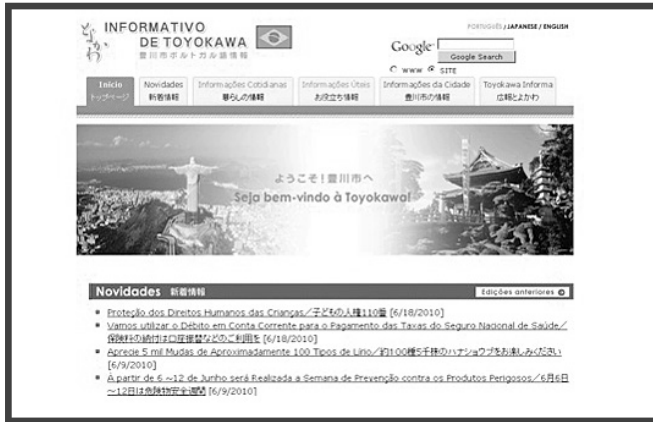 とよかわ
INFORMATIVO
DE TOYOKAWA
豊川市ポルトガル語情報
PORTUGUÊS / JAPANESE / ENGLISH
Google
Google Search
WWW SITE
Início Novidades Informações Cotidianas Informações Úteis Informações da Cidade Toyokawa Informa
トップページ 新着情報 暮らしの情報 お役立ち情報 豊川市の情報 広報とよかわ
ようこそ!豊川市へ
Seja bem-vindo à Toyokawa!
Novidades 新着情報
Edições anteriores
Proteção dos Direitos Humanos das Crianças／子どもの人権110番 [6/18/2010]
Vamos utilizar o Débito em Conta Corrente para o Pagamento das Taxas do Seguro Nacional de Saúde／
保険料の納付は口座振替などのご利用を [6/18/2010]
Aprecie 5 mil Mudas de Aproximadamente 100 Tipos de Lírio／約100種5千株のハナショウブをお楽しみください
[6/9/2010]
A partir de 6 ~12 de Junho será Realizada a Semana de Prevenção contra os Produtos Perigosos／6月6日
～12日は危険物安全週間 [6/9/2010]